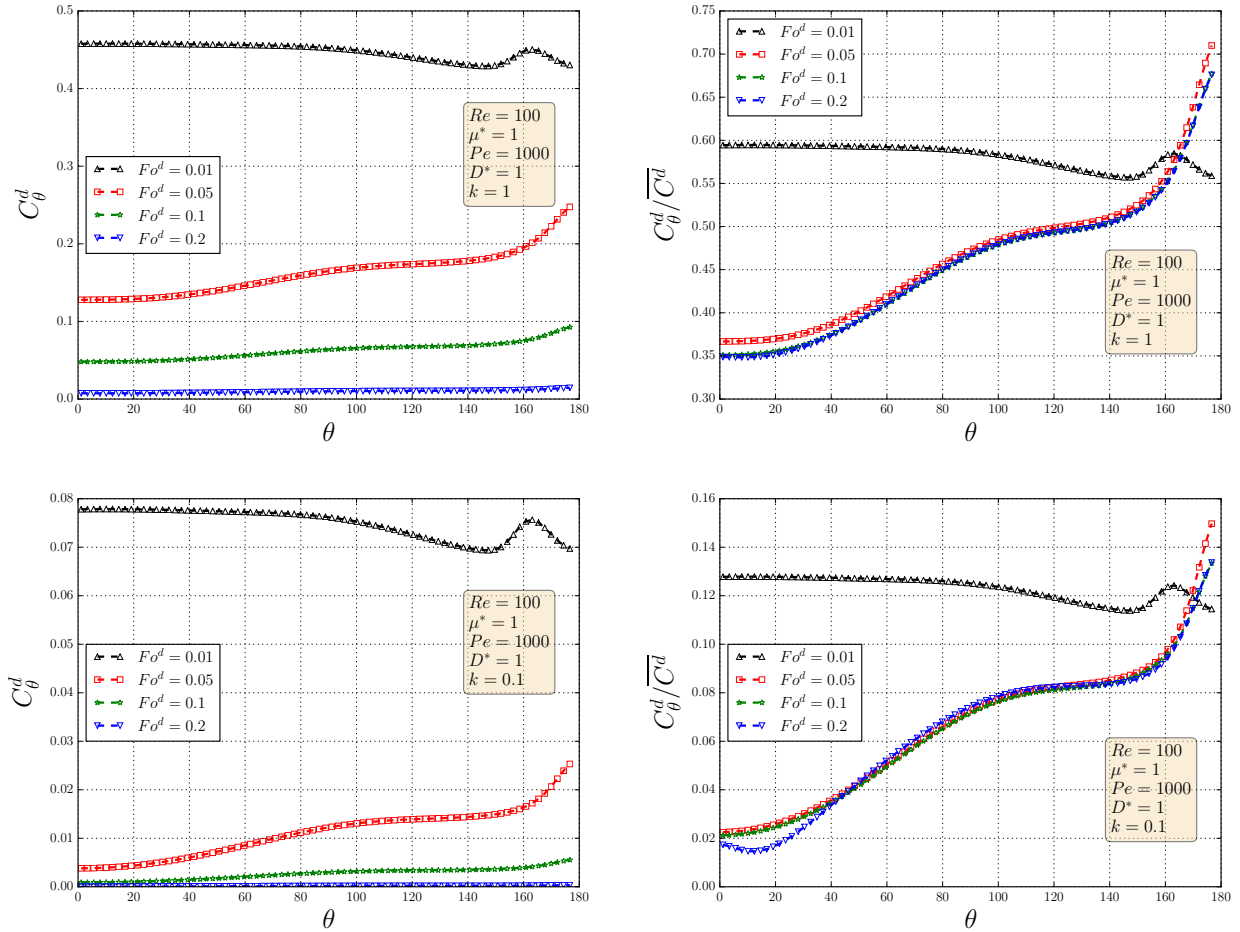 0.5
0.4
0.3
0.2
0.1
0.0
0 20 40 60 80 100 120 140 160 180
θ
C_θ^d
Fo^d = 0.01
Fo^d = 0.05
Fo^d = 0.1
Fo^d = 0.2
Re = 100
μ* = 1
Pe = 1000
D* = 1
k = 1
0.75
0.70
0.65
0.60
0.55
0.50
0.45
0.40
0.35
0.30
0 20 40 60 80 100 120 140 160 180
θ
C_θ^d/\overline{C^d}
Fo^d = 0.01
Fo^d = 0.05
Fo^d = 0.1
Fo^d = 0.2
Re = 100
μ* = 1
Pe = 1000
D* = 1
k = 1
0.08
0.07
0.06
0.05
0.04
0.03
0.02
0.01
0.00
0 20 40 60 80 100 120 140 160 180
θ
C_θ^d
Fo^d = 0.01
Fo^d = 0.05
Fo^d = 0.1
Fo^d = 0.2
Re = 100
μ* = 1
Pe = 1000
D* = 1
k = 0.1
0.16
0.14
0.12
0.10
0.08
0.06
0.04
0.02
0.00
0 20 40 60 80 100 120 140 160 180
θ
C_θ^d/\overline{C^d}
Fo^d = 0.01
Fo^d = 0.05
Fo^d = 0.1
Fo^d = 0.2
Re = 100
μ* = 1
Pe = 1000
D* = 1
k = 0.1